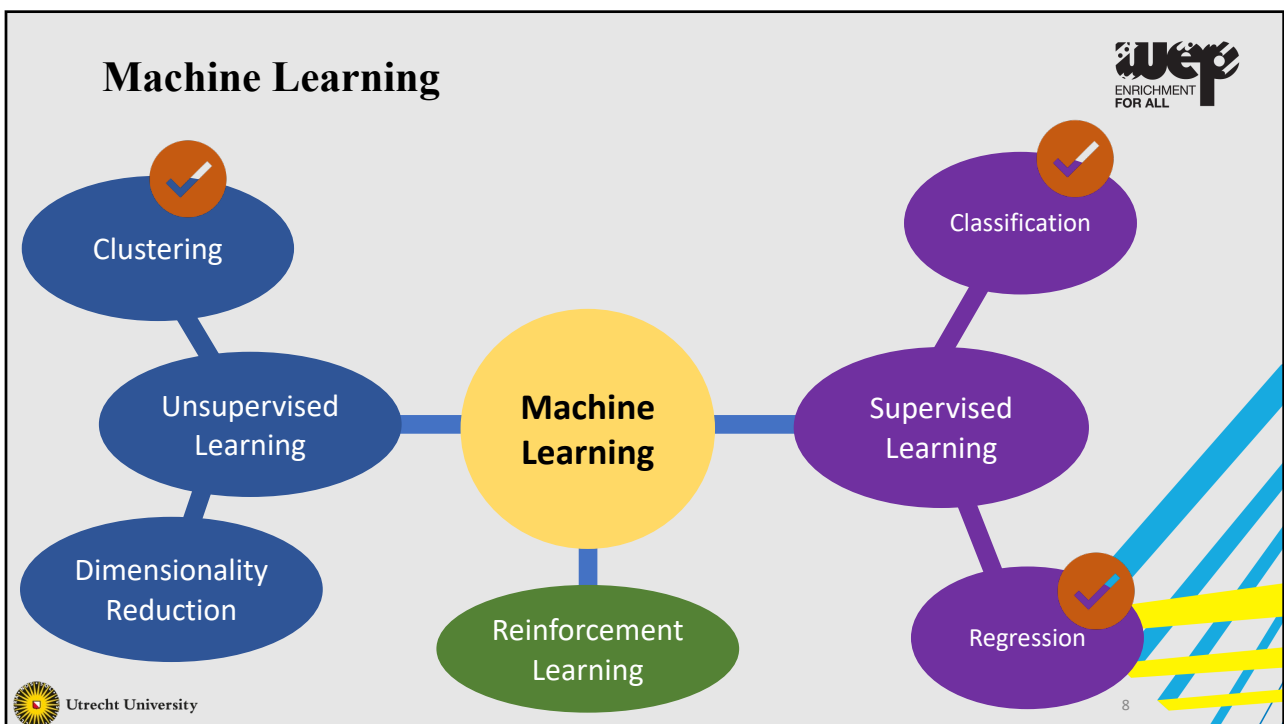 Machine Learning
wep
ENRICHMENT
FOR ALL
Clustering
Classification
Unsupervised
Learning
Machine
Learning
Supervised
Learning
Dimensionality
Reduction
Reinforcement
Learning
Regression
Utrecht University
8